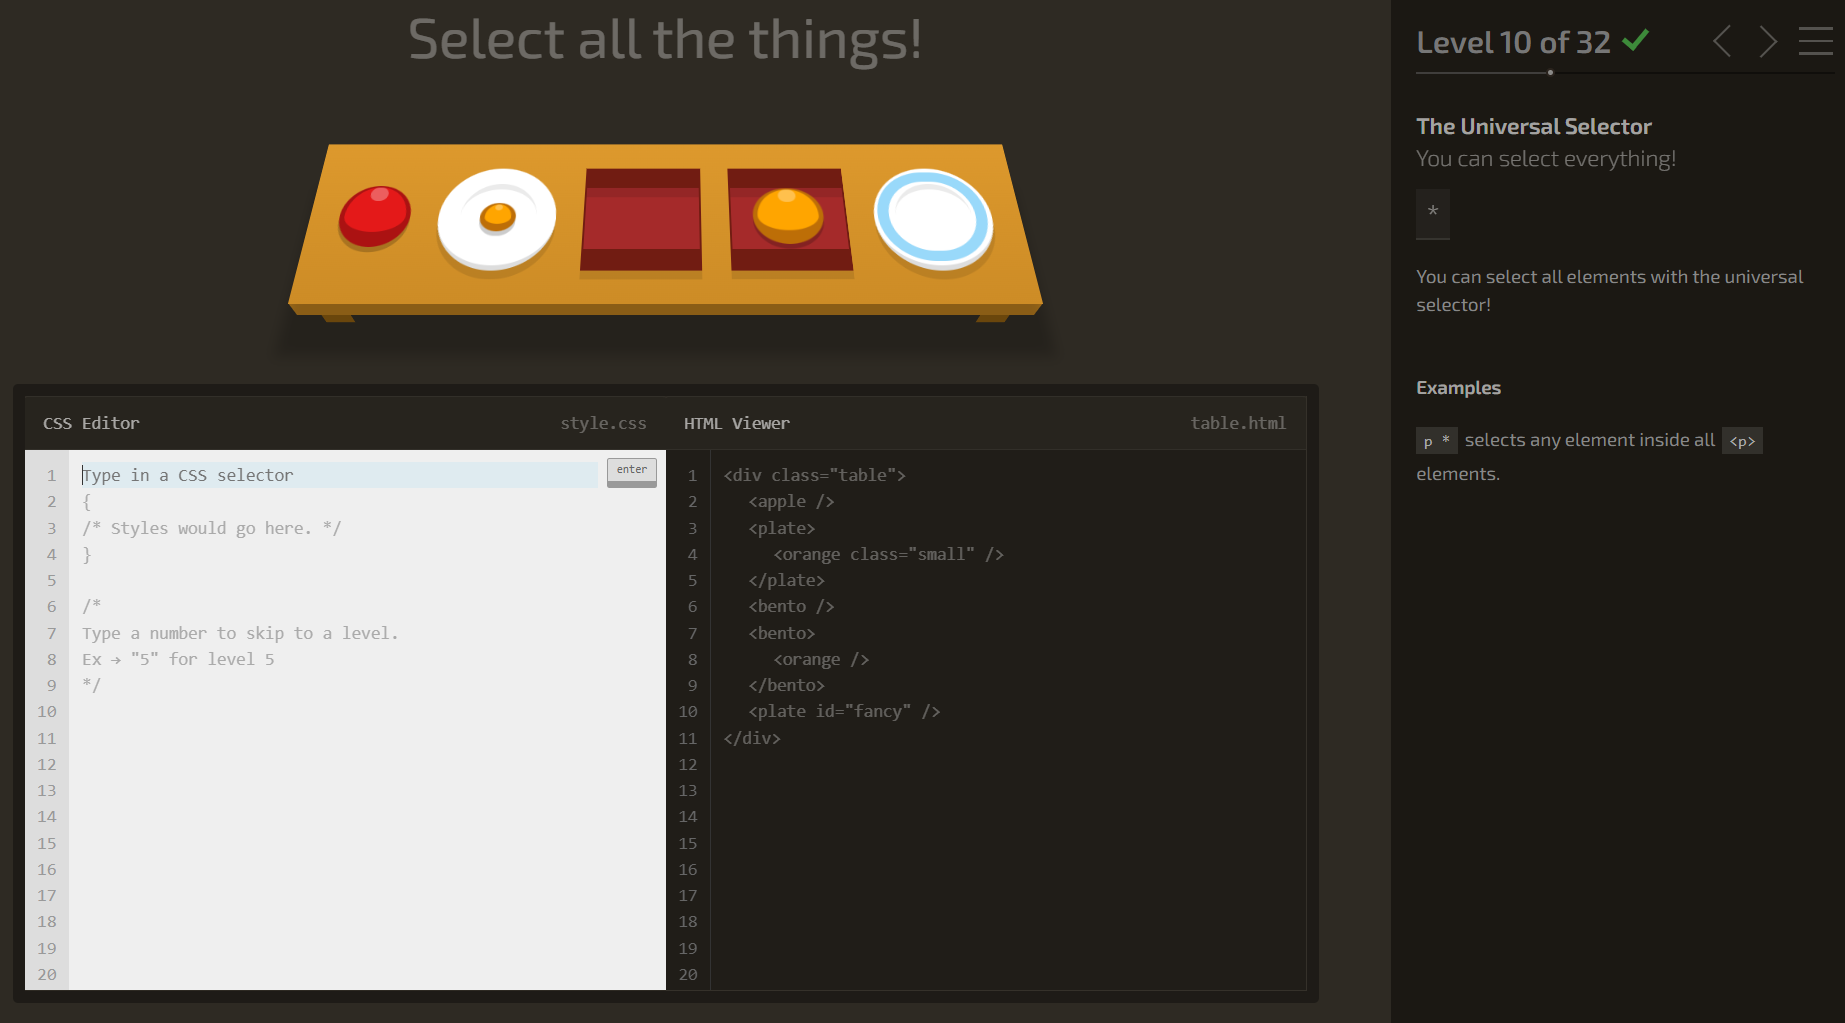 Select all the things!
CSS Editor
style.css
1 Type in a CSS selector
enter
2 {
3 /* Styles would go here. */
4 }
5
6 /*
7 Type a number to skip to a level.
8 Ex → "5" for level 5
9 */
10
11
12
13
14
15
16
17
18
19
20
HTML Viewer
table.html
1 <div class="table">
2 <apple />
3 <plate>
4 <orange class="small" />
5 </plate>
6 <bento />
7 <bento>
8 <orange />
9 </bento>
10 <plate id="fancy" />
11 </div>
12
13
14
15
16
17
18
19
20
Level 10 of 32
The Universal Selector
You can select everything!
*
You can select all elements with the universal
selector!
Examples
p * selects any element inside all <p>
elements.